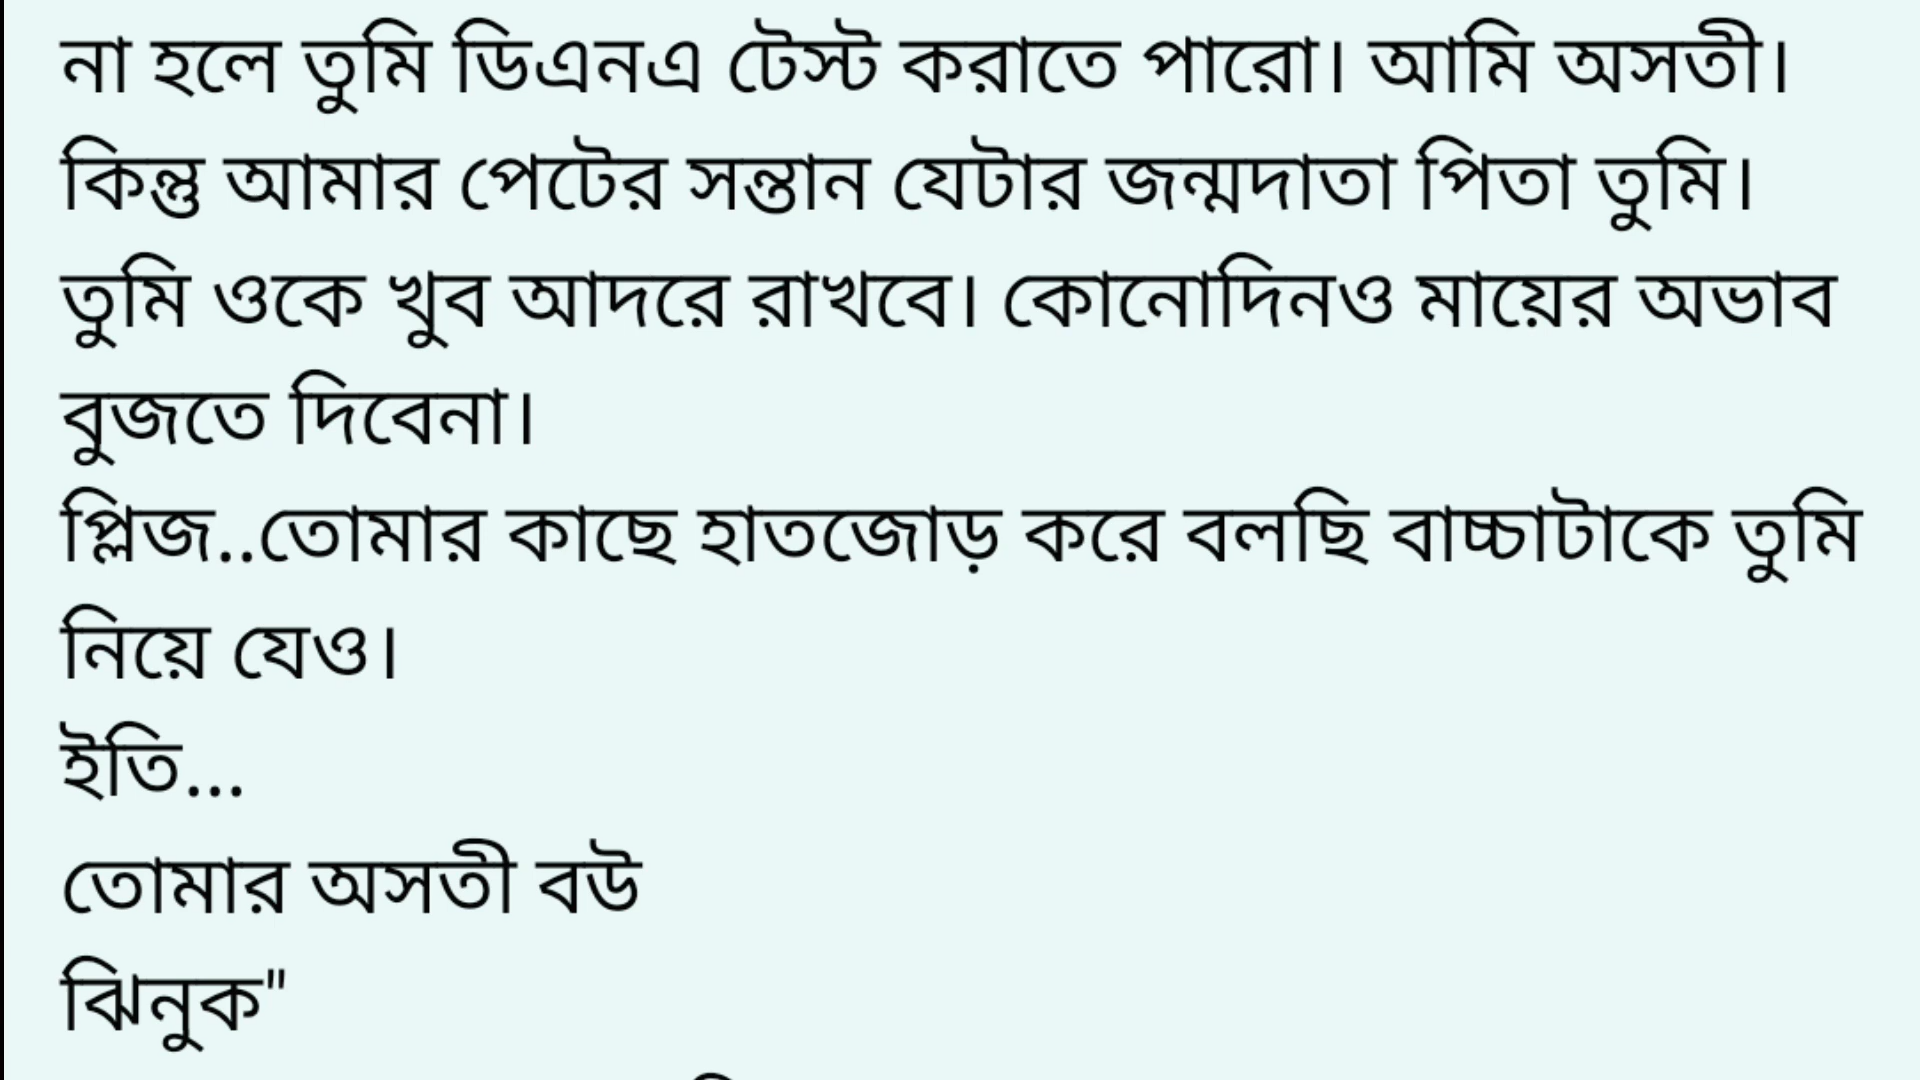 না হলে তুমি ডিএনএ টেস্ট করাতে পারো। আমি অসতী।
কিন্তু আমার পেটের সন্তান যেটার জন্মদাতা পিতা তুমি।
তুমি ওকে খুব আদরে রাখবে। কোনোদিনও মায়ের অভাব
বুজতে দিবেনা।
প্লিজ..তোমার কাছে হাতজোড় করে বলছি বাচ্চাটাকে তুমি
নিয়ে যেও।
ইতি...
তোমার অসতী বউ
ঝিনুক"